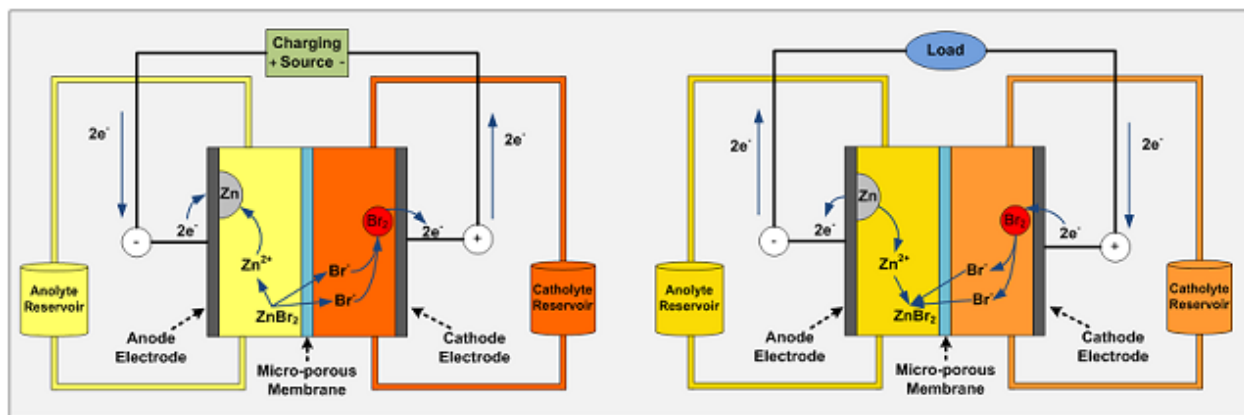 Charging
+ Source -
2e-
2e-
Zn
Br2
2e-
2e-
-
+
Zn2+
Br-
Br-
ZnBr2
Anolyte
Reservoir
Catholyte
Reservoir
Anode
Electrode
Cathode
Electrode
Micro-porous
Membrane
Load
2e-
2e-
Zn
Br2
2e-
2e-
-
+
Zn2+
Br-
Br-
ZnBr2
Anolyte
Reservoir
Catholyte
Reservoir
Anode
Electrode
Cathode
Electrode
Micro-porous
Membrane